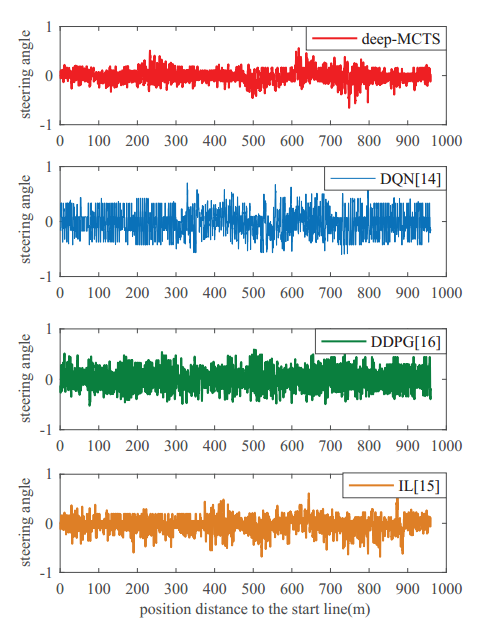 deep-MCTS
steering angle
1
0
-1
0 100 200 300 400 500 600 700 800 900 1000
DQN[14]
steering angle
1
0
-1
0 100 200 300 400 500 600 700 800 900 1000
DDPG[16]
steering angle
1
0
-1
0 100 200 300 400 500 600 700 800 900 1000
IL[15]
steering angle
1
0
-1
0 100 200 300 400 500 600 700 800 900 1000
position distance to the start line(m)